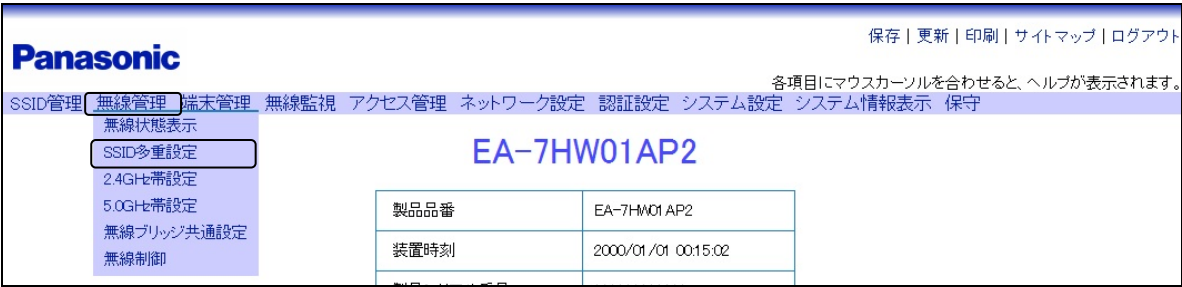 保存 | 更新 | 印刷 | サイトマップ | ログアウト
Panasonic
各項目にマウスカーソルを合わせると、ヘルプが表示されます。
SSID管理 無線管理 端末管理 無線監視 アクセス管理 ネットワーク設定 認証設定 システム設定 システム情報表示 保守
無線状態表示
SSID多重設定
2.4GHz帯設定
5.0GHz帯設定
無線ブリッジ共通設定
無線制御
EA-7HW01AP2
製品品番 EA-7HW01AP2
装置時刻 2000/01/01 00:15:02